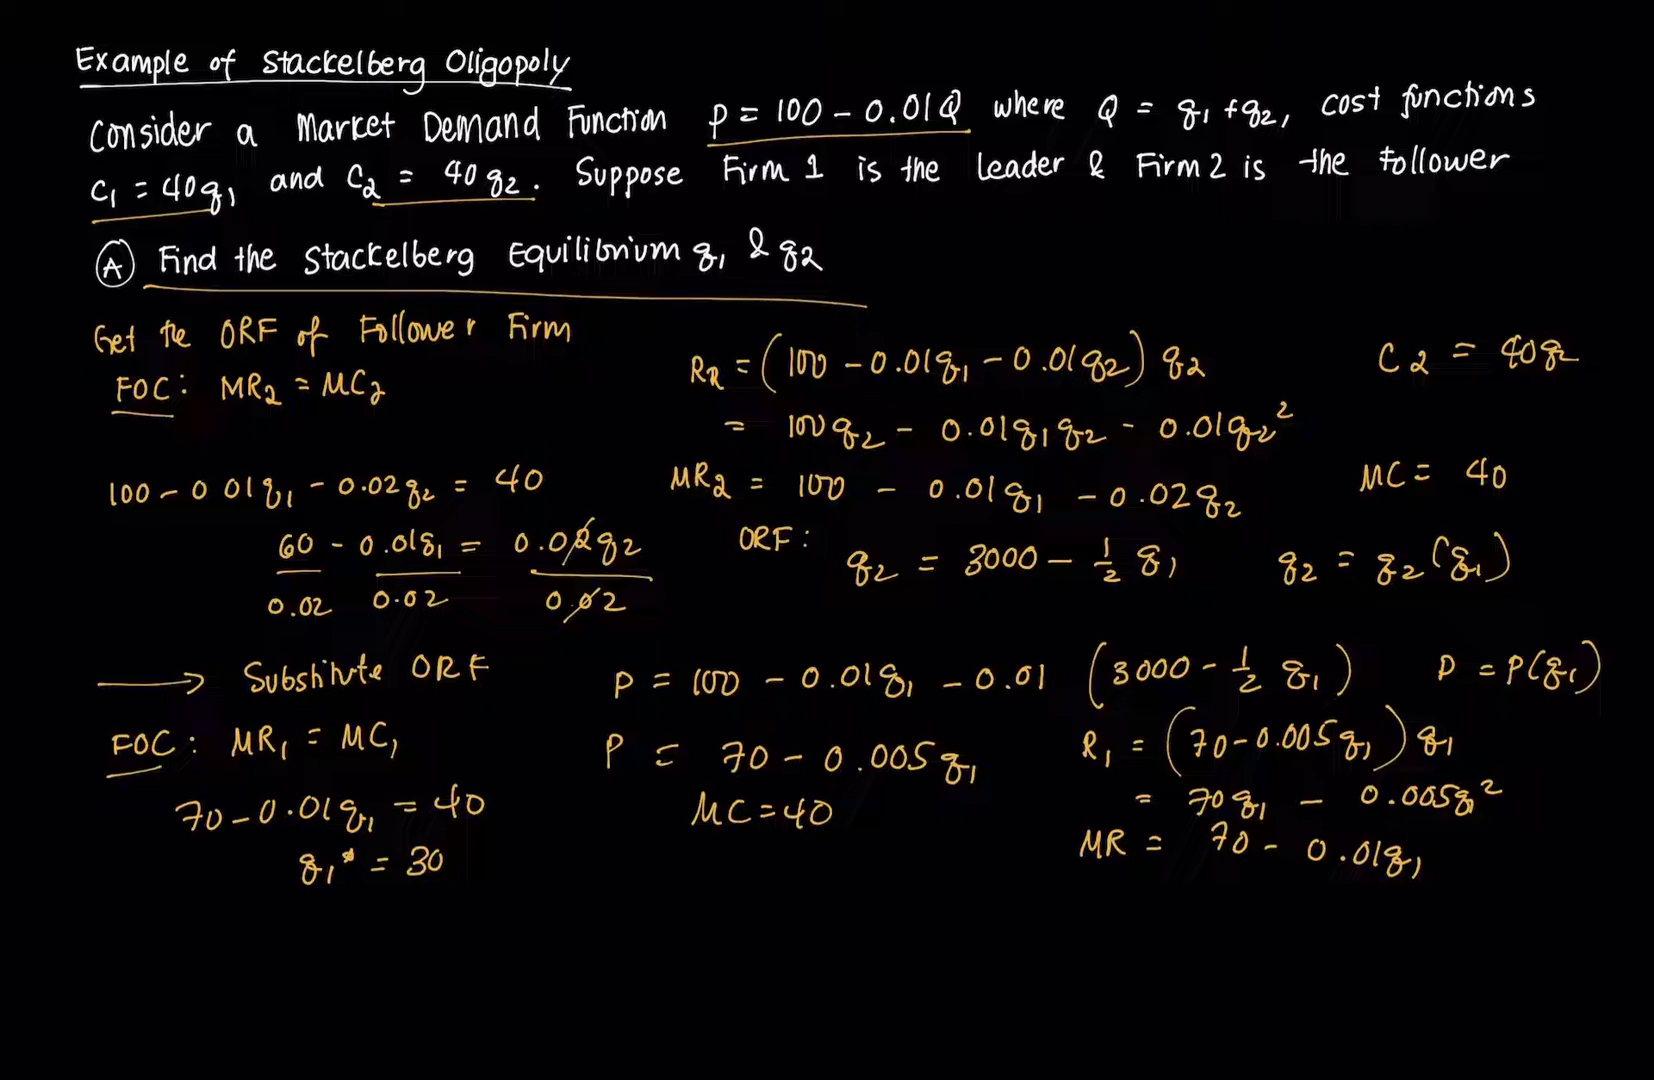 Example of Stackelberg Oligopoly
Consider a Market Demand Function P = 100 - 0.01Q where Q = q1 + q2, cost functions
C1 = 40q1 and C2 = 40q2. Suppose Firm 1 is the leader & Firm 2 is the follower
(A) Find the Stackelberg Equilibrium q1 & q2
Get the ORF of Follower Firm
FOC: MR2 = MC2
R2 = (100 - 0.01q1 - 0.01q2) q2
C2 = 40q2
= 100q2 - 0.01q1q2 - 0.01q2²
100 - 0.01q1 - 0.02q2 = 40
MR2 = 100 - 0.01q1 - 0.02q2
MC = 40
60/0.02 - 0.01q1/0.02 = 0.02q2/0.02
ORF: q2 = 3000 - 1/2 q1
q2 = q2(q1)
→ Substitute ORF
P = 100 - 0.01q1 - 0.01 (3000 - 1/2 q1)
P = P(q1)
FOC: MR1 = MC1
P = 70 - 0.005q1
R1 = (70 - 0.005q1) q1
70 - 0.01q1 = 40
MC = 40
= 70q1 - 0.005q1²
q1* = 30
MR = 70 - 0.01q1